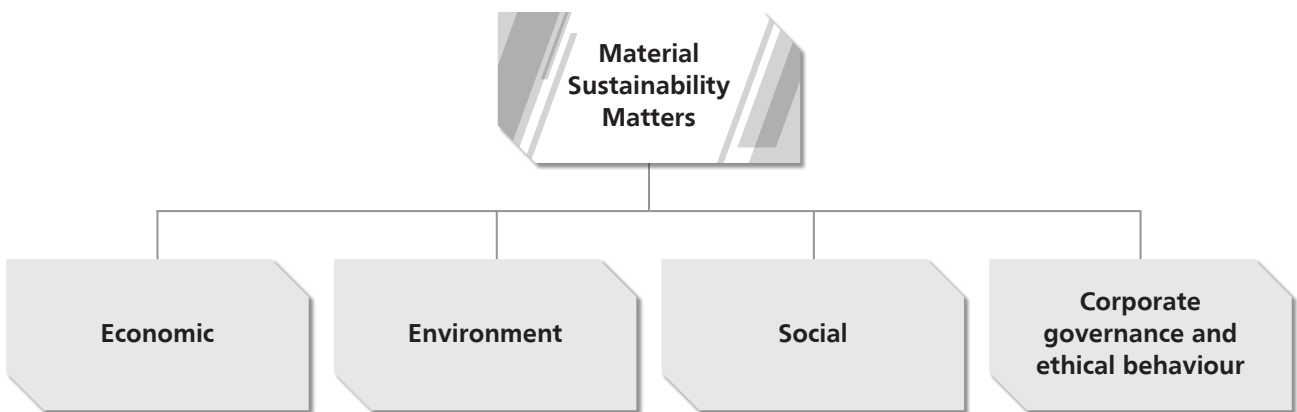 Material
Sustainability
Matters
Economic
Environment
Social
Corporate
governance and
ethical behaviour